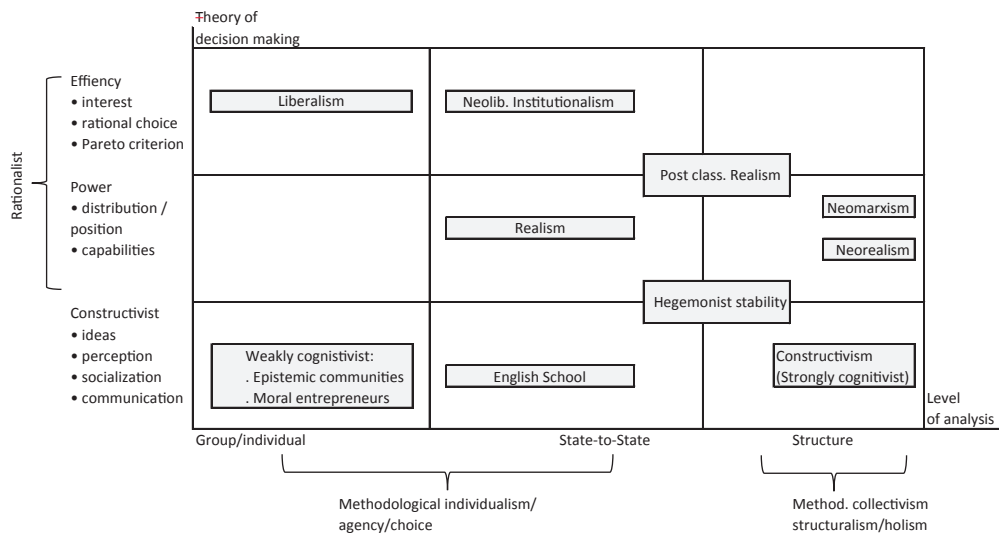 Theory of
decision making
Effiency
• interest
• rational choice
• Pareto criterion
Liberalism
Neolib. Institutionalism
Rationalist
Post class. Realism
Power
• distribution /
position
• capabilities
Realism
Neomarxism
Neorealism
Hegemonist stability
Constructivist
• ideas
• perception
• socialization
• communication
Weakly cognistivist:
. Epistemic communities
. Moral entrepreneurs
English School
Constructivism
(Strongly cognitivist)
Level
of analysis
Group/individual
State-to-State
Structure
Methodological individualism/
agency/choice
Method. collectivism
structuralism/holism